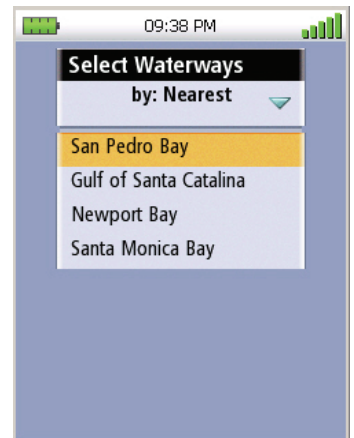 09:38 PM
Select Waterways
by: Nearest
San Pedro Bay
Gulf of Santa Catalina
Newport Bay
Santa Monica Bay